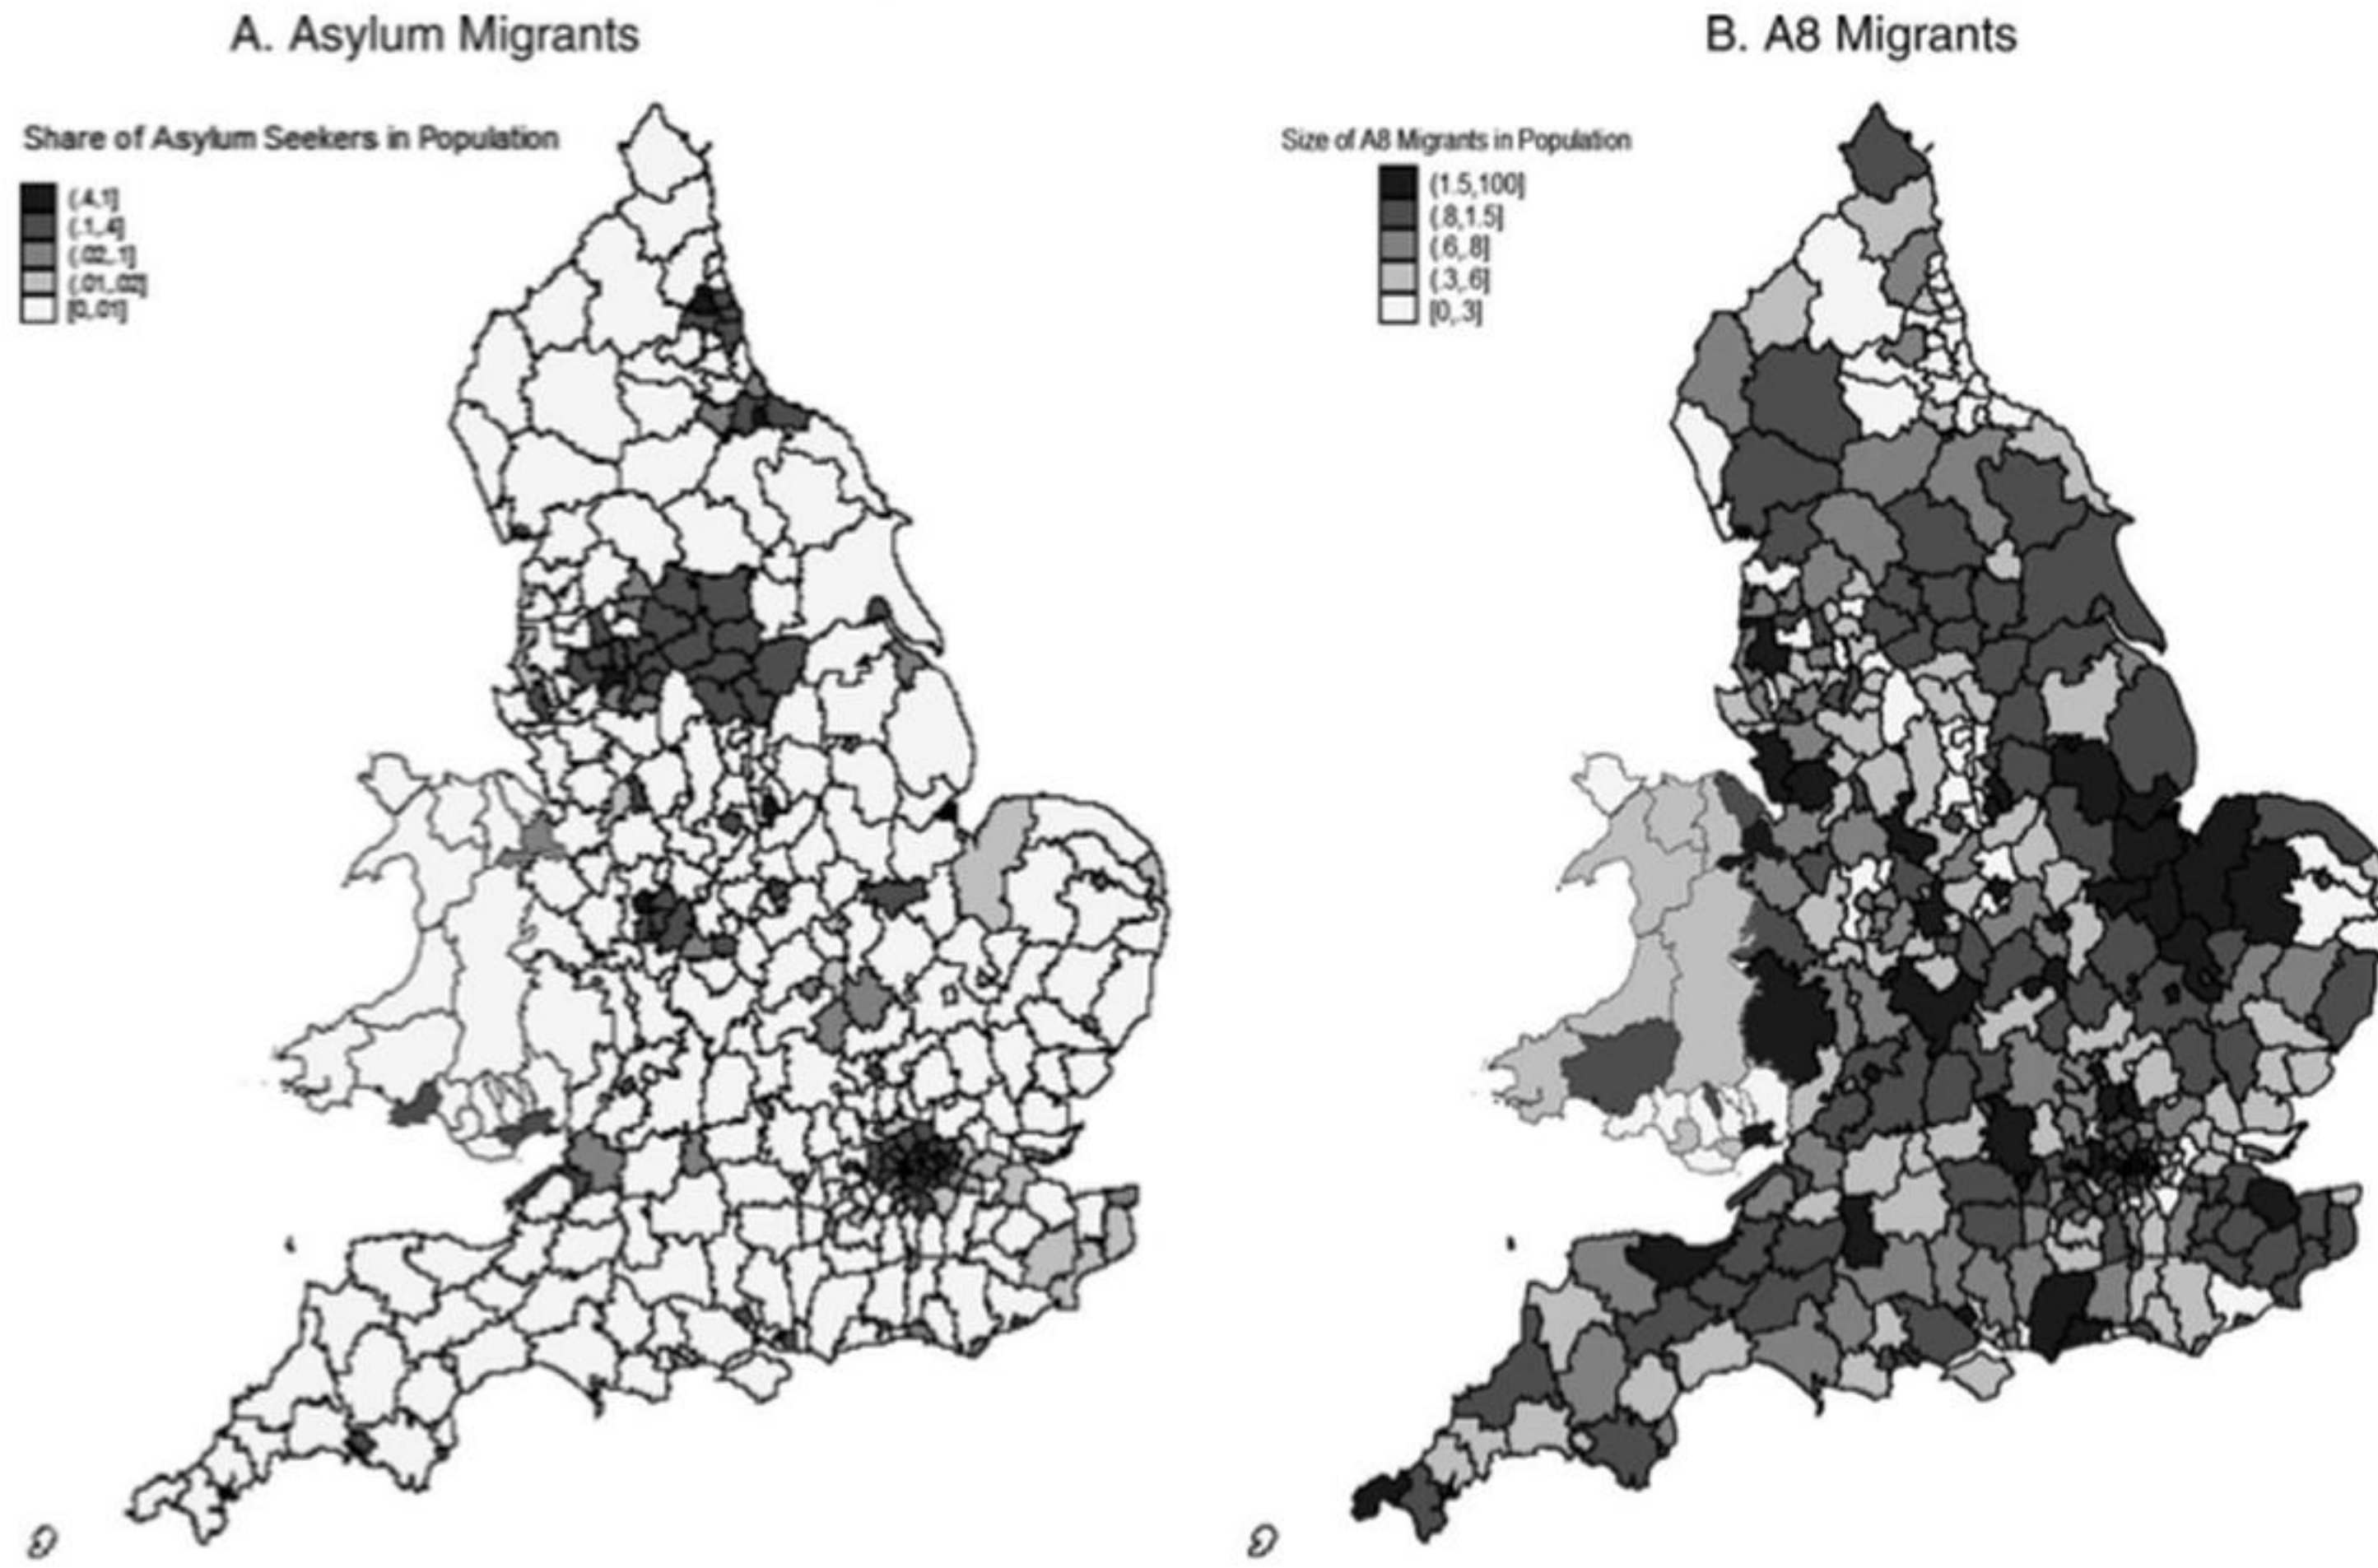 A. Asylum Migrants
Share of Asylum Seekers in Population
(.4,1]
(.1,.4]
(.02,.1]
(.01,.02]
[0,.01]
B. A8 Migrants
Size of A8 Migrants in Population
(1.5,100]
(.8,1.5]
(.6,.8]
(.3,.6]
[0,.3]